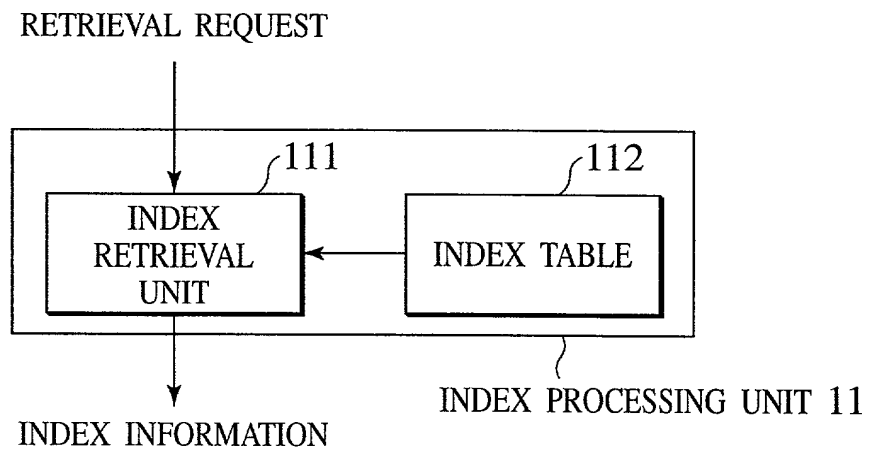 RETRIEVAL REQUEST
111
112
INDEX
RETRIEVAL
UNIT
INDEX TABLE
INDEX PROCESSING UNIT 11
INDEX INFORMATION